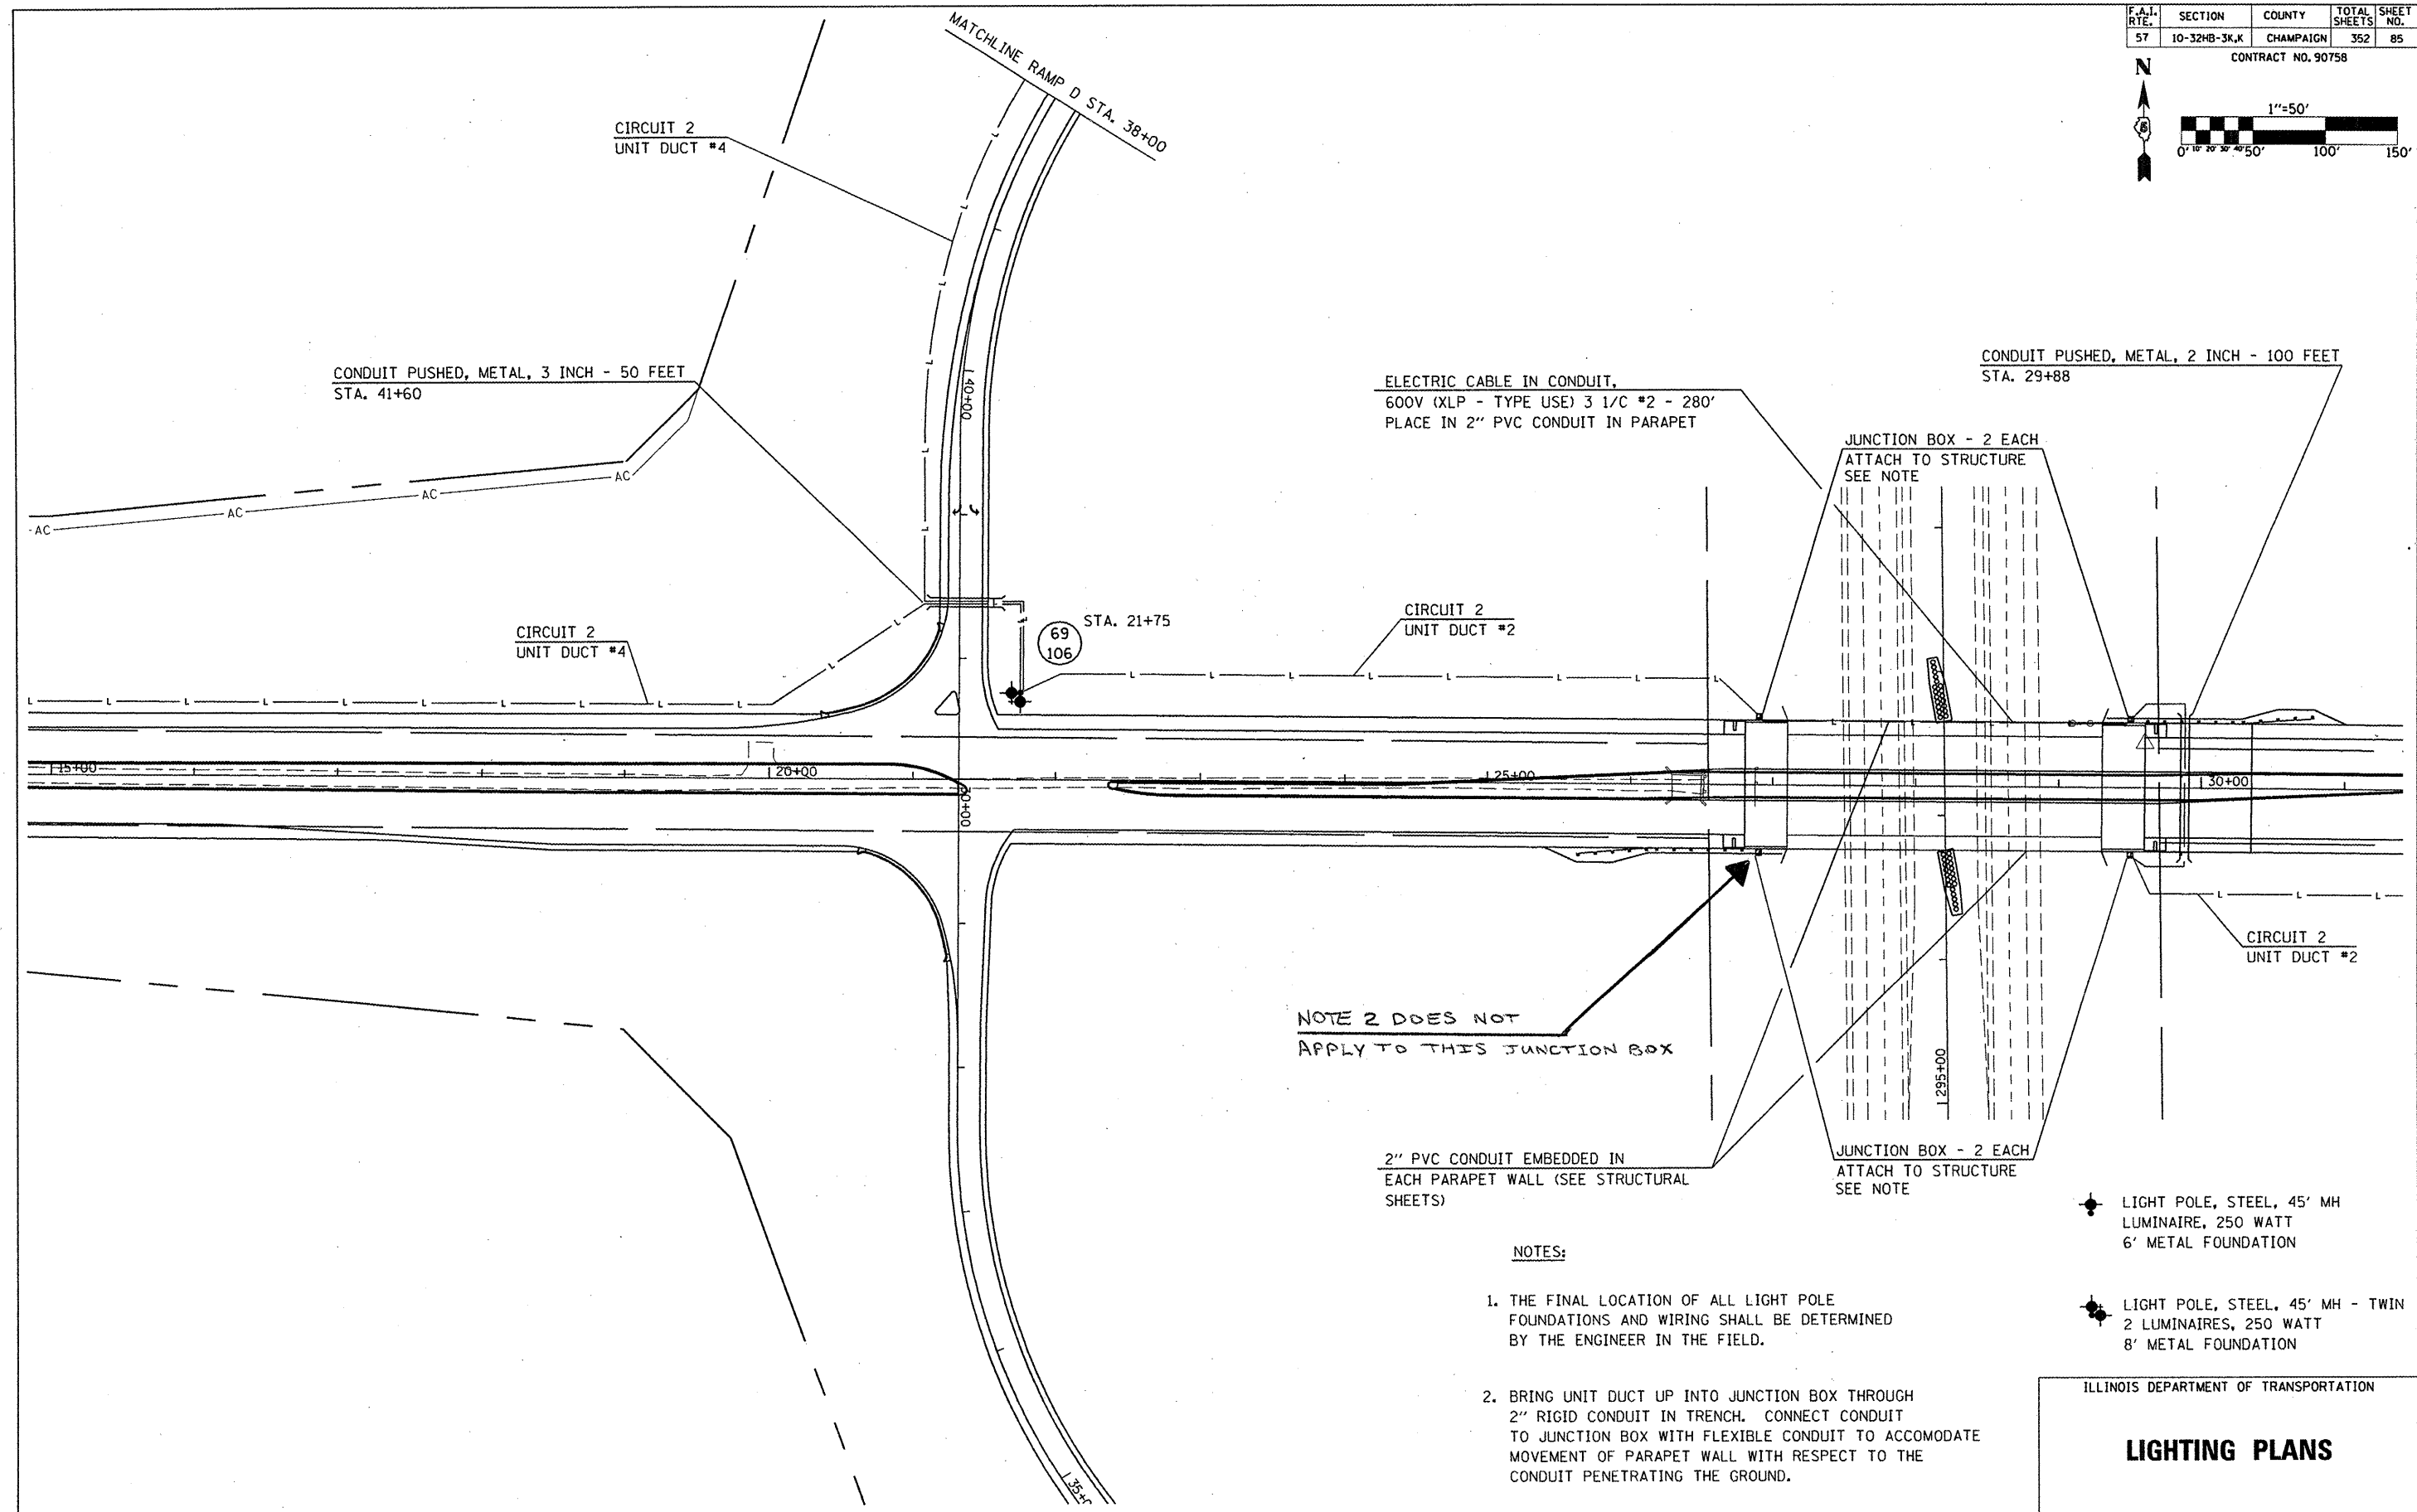 F.A.I. RTE. SECTION COUNTY TOTAL SHEETS SHEET NO.
57 10-32HB-3K,K CHAMPAIGN 352 85
CONTRACT NO. 90758
N
1"=50'
0' 10' 20' 30' 40' 50' 100' 150'
MATCHLINE RAMP D STA. 38+00
CIRCUIT 2
UNIT DUCT #4
CONDUIT PUSHED, METAL, 3 INCH - 50 FEET
STA. 41+60
40+00
ELECTRIC CABLE IN CONDUIT,
600V (XLP - TYPE USE) 3 1/C #2 - 280'
PLACE IN 2" PVC CONDUIT IN PARAPET
CONDUIT PUSHED, METAL, 2 INCH - 100 FEET
STA. 29+88
JUNCTION BOX - 2 EACH
ATTACH TO STRUCTURE
SEE NOTE
AC AC AC AC
CIRCUIT 2
UNIT DUCT #4
69
106
STA. 21+75
CIRCUIT 2
UNIT DUCT #2
L L L L L L L L L L
L L L L L L L L
15+00 20+00 25+00 30+00
30+00
L L L
CIRCUIT 2
UNIT DUCT #2
NOTE 2 DOES NOT
APPLY TO THIS JUNCTION BOX
1295+00
2" PVC CONDUIT EMBEDDED IN
EACH PARAPET WALL (SEE STRUCTURAL
SHEETS)
JUNCTION BOX - 2 EACH
ATTACH TO STRUCTURE
SEE NOTE
LIGHT POLE, STEEL, 45' MH
LUMINAIRE, 250 WATT
6' METAL FOUNDATION
NOTES:
1. THE FINAL LOCATION OF ALL LIGHT POLE
FOUNDATIONS AND WIRING SHALL BE DETERMINED
BY THE ENGINEER IN THE FIELD.
LIGHT POLE, STEEL, 45' MH - TWIN
2 LUMINAIRES, 250 WATT
8' METAL FOUNDATION
2. BRING UNIT DUCT UP INTO JUNCTION BOX THROUGH
2" RIGID CONDUIT IN TRENCH. CONNECT CONDUIT
TO JUNCTION BOX WITH FLEXIBLE CONDUIT TO ACCOMODATE
MOVEMENT OF PARAPET WALL WITH RESPECT TO THE
CONDUIT PENETRATING THE GROUND.
ILLINOIS DEPARTMENT OF TRANSPORTATION
LIGHTING PLANS